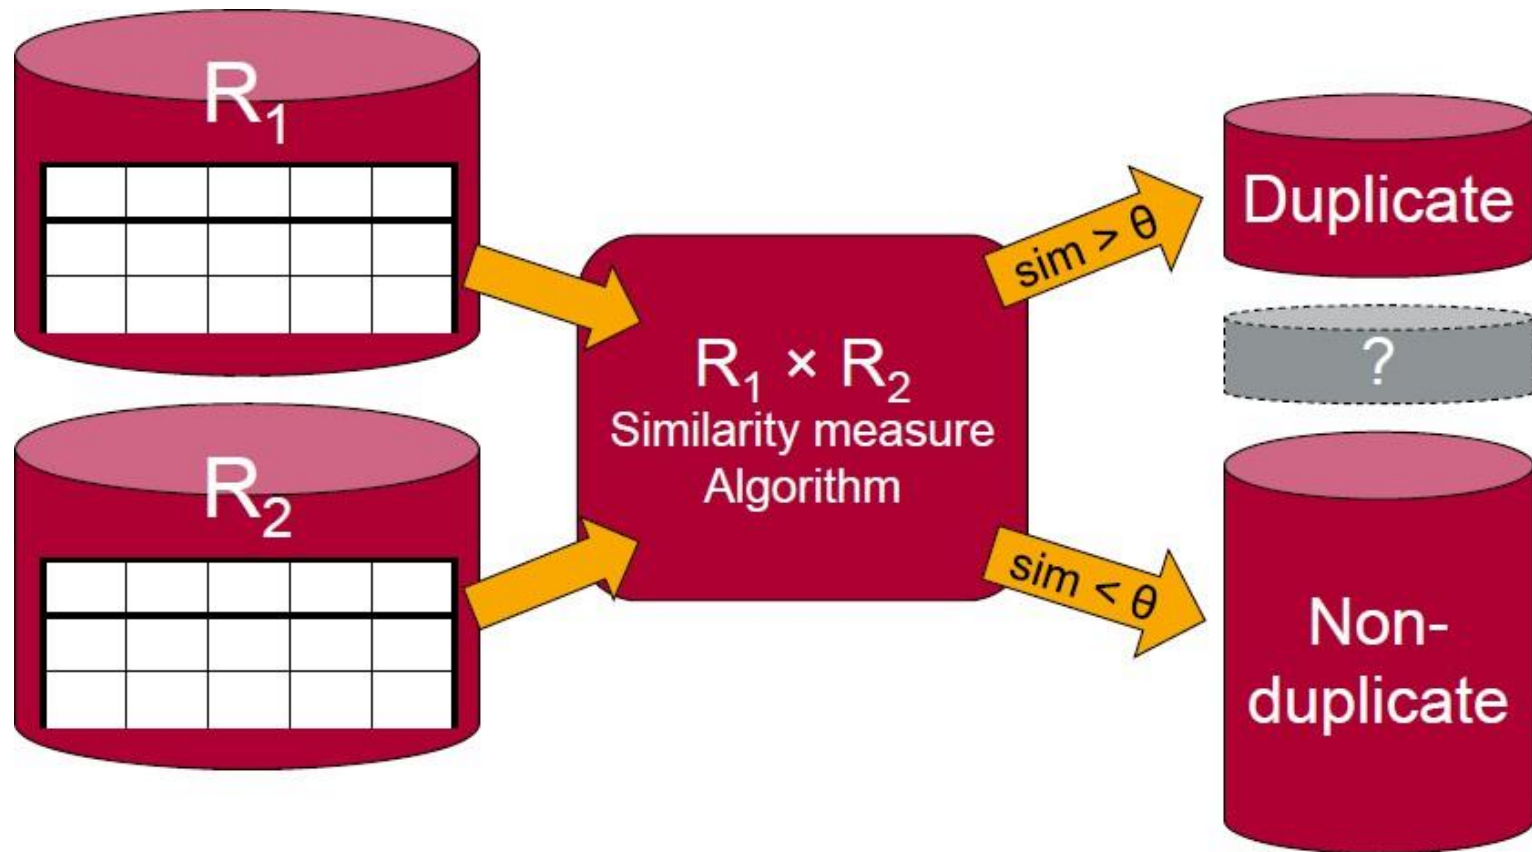 R₁
R₂
R₁ × R₂
Similarity measure
Algorithm
sim > θ
sim < θ
Duplicate
?
Non-
duplicate